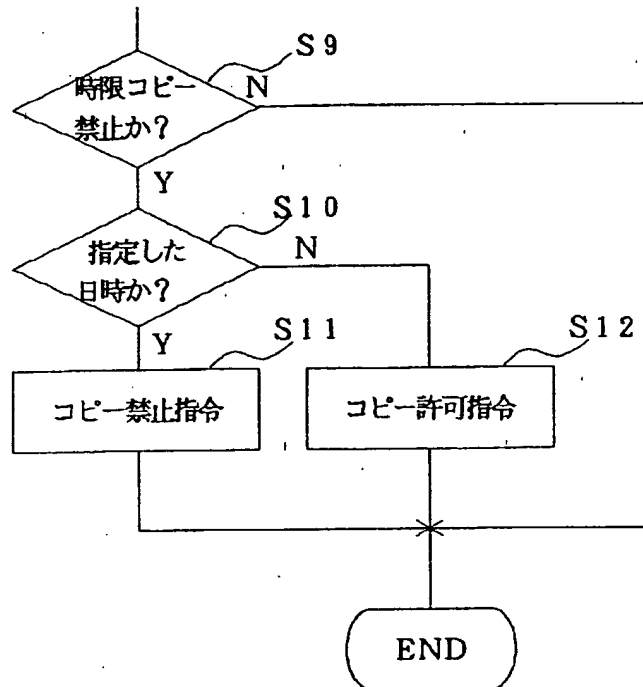 S9
時限コピー
禁止か?
N
Y
S10
指定した
日時か?
N
Y
S11
コピー禁止指令
S12
コピー許可指令
END